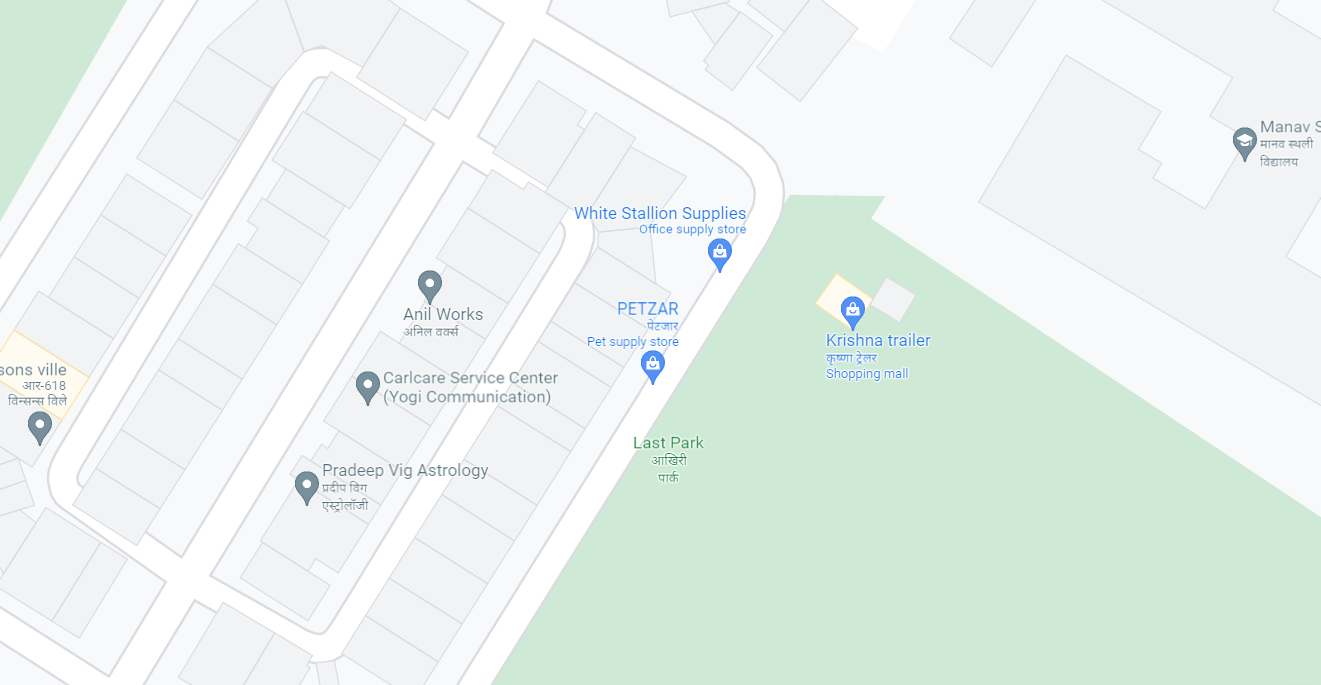 Manav S
मानव स्थली
विद्यालय
White Stallion Supplies
Office supply store
Anil Works
अनिल वर्क्स
PETZAR
पेटजार
Pet supply store
Krishna trailer
कृष्णा ट्रेलर
Shopping mall
sons ville
आर-618
विन्सन्स विले
Carlcare Service Center
(Yogi Communication)
Last Park
आखिरी
पार्क
Pradeep Vig Astrology
प्रदीप विग
एस्ट्रोलॉजी